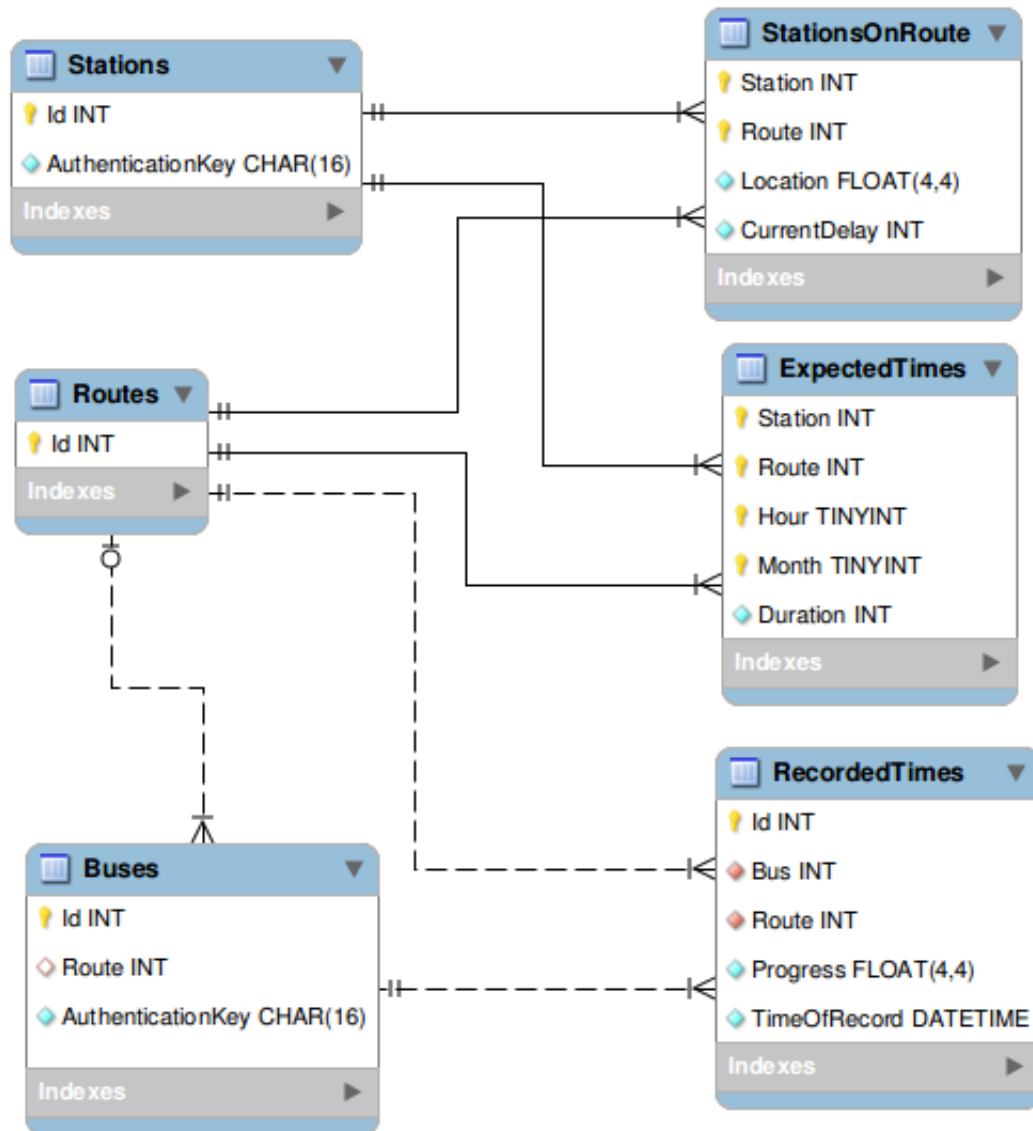 Stations
Id INT
AuthenticationKey CHAR(16)
Indexes
StationsOnRoute
Station INT
Route INT
Location FLOAT(4,4)
CurrentDelay INT
Indexes
Routes
Id INT
Indexes
ExpectedTimes
Station INT
Route INT
Hour TINYINT
Month TINYINT
Duration INT
Indexes
Buses
Id INT
Route INT
AuthenticationKey CHAR(16)
Indexes
RecordedTimes
Id INT
Bus INT
Route INT
Progress FLOAT(4,4)
TimeOfRecord DATETIME
Indexes